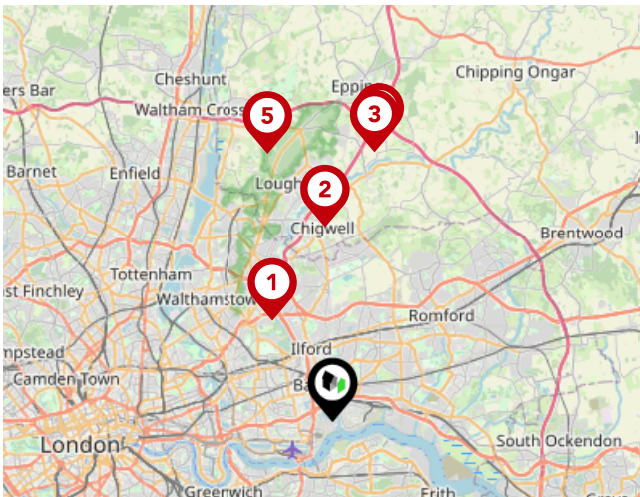 Cheshunt
Eppin
Chipping Ongar
ers Bar
Waltham Cross
5
3
Barnet
Enfield
Lough
2
Chigwell
Brentwood
Tottenham
st Finchley
1
Walthamstow
Romford
mpstead
Ilford
Camden Town
Ba
London
South Ockendon
Greenwich
Erith